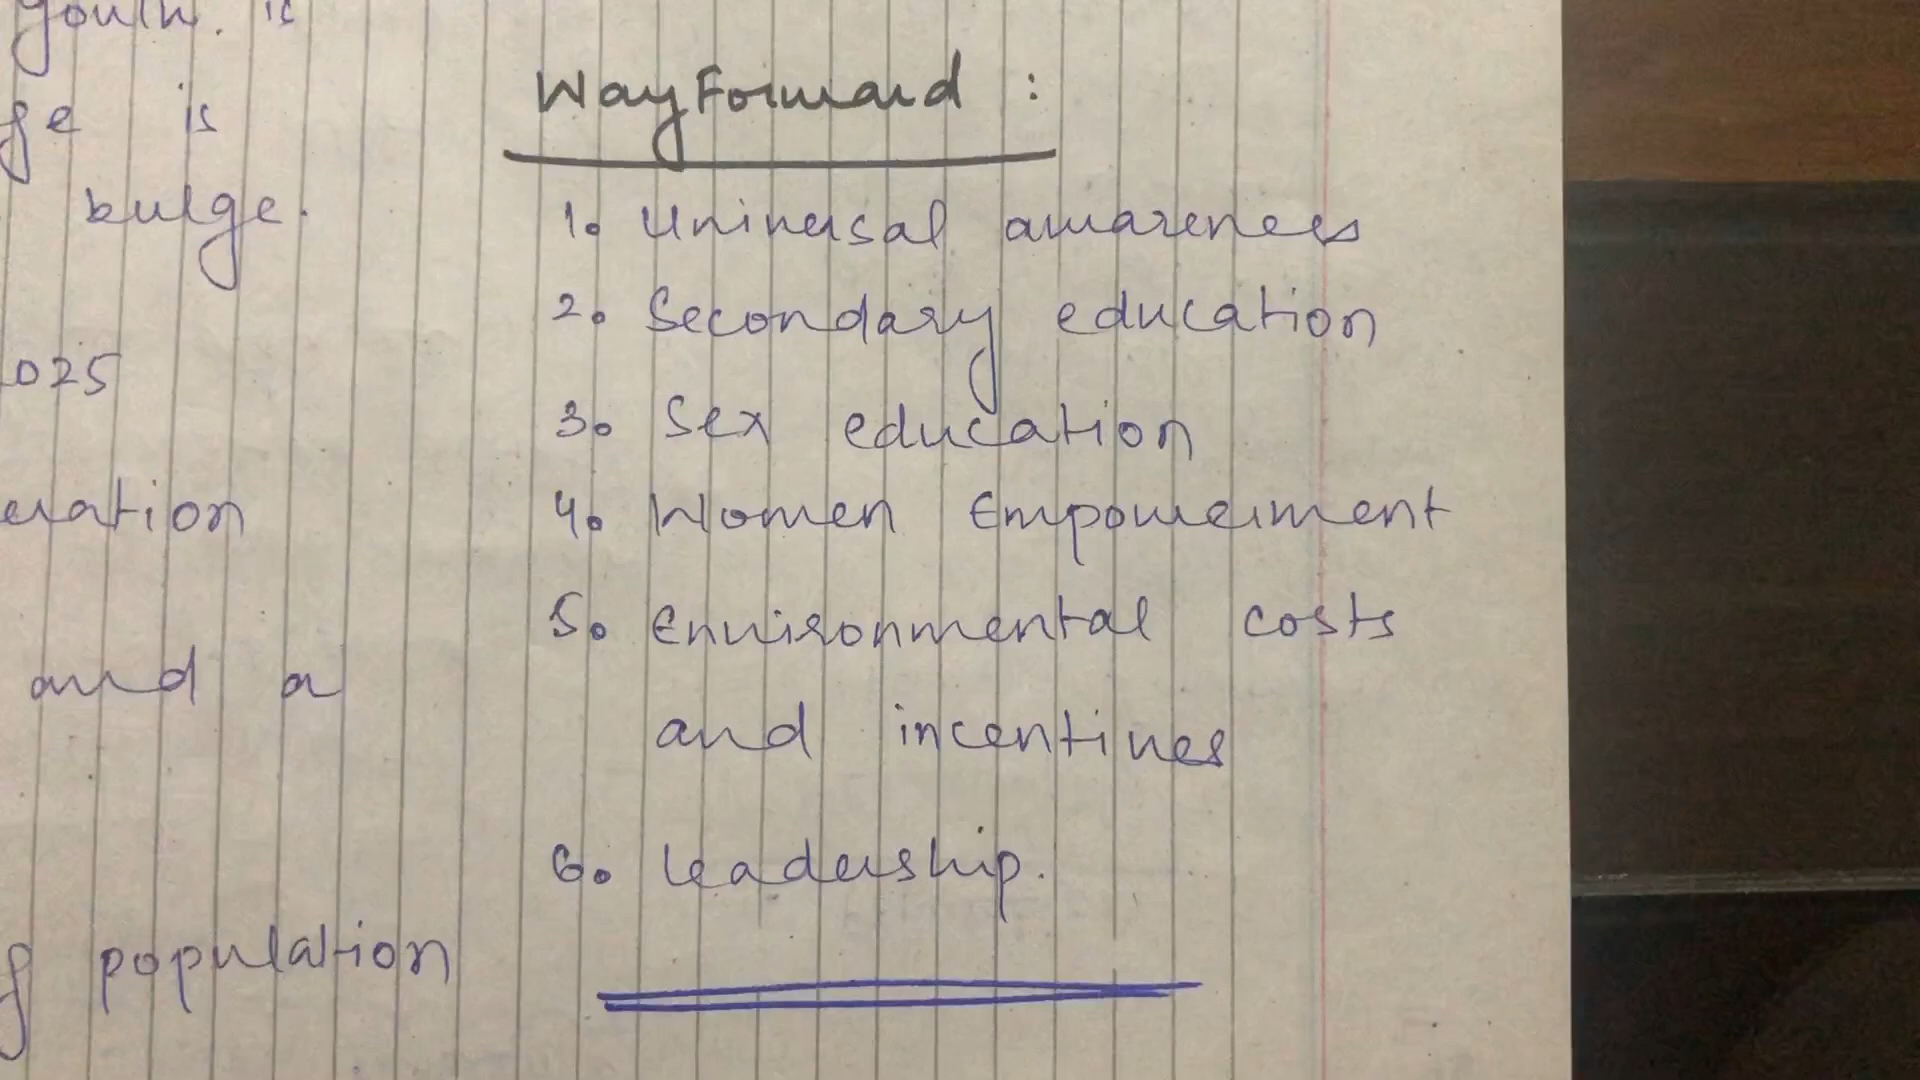 youth. is
ge is
bulge.
025
eration
and a
g population
Way Forward :
1. Universal awareness
2. Secondary education
3. Sex education
4. Women Empowerment
5. Environmental costs
and incentives
6. leadership.